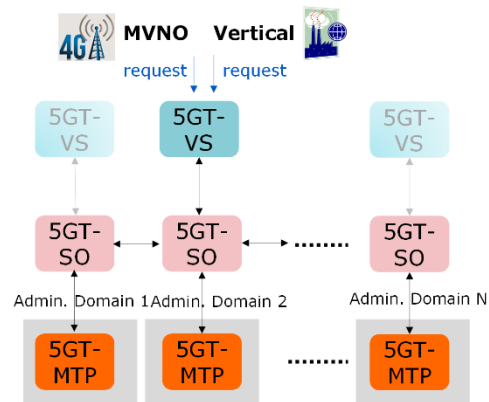 4G MVNO Vertical
request request
5GT-
VS
5GT-
VS
5GT-
VS
5GT-
SO
5GT-
SO
........
5GT-
SO
Admin. Domain 1
Admin. Domain 2
Admin. Domain N
5GT-
MTP
5GT-
MTP
........
5GT-
MTP